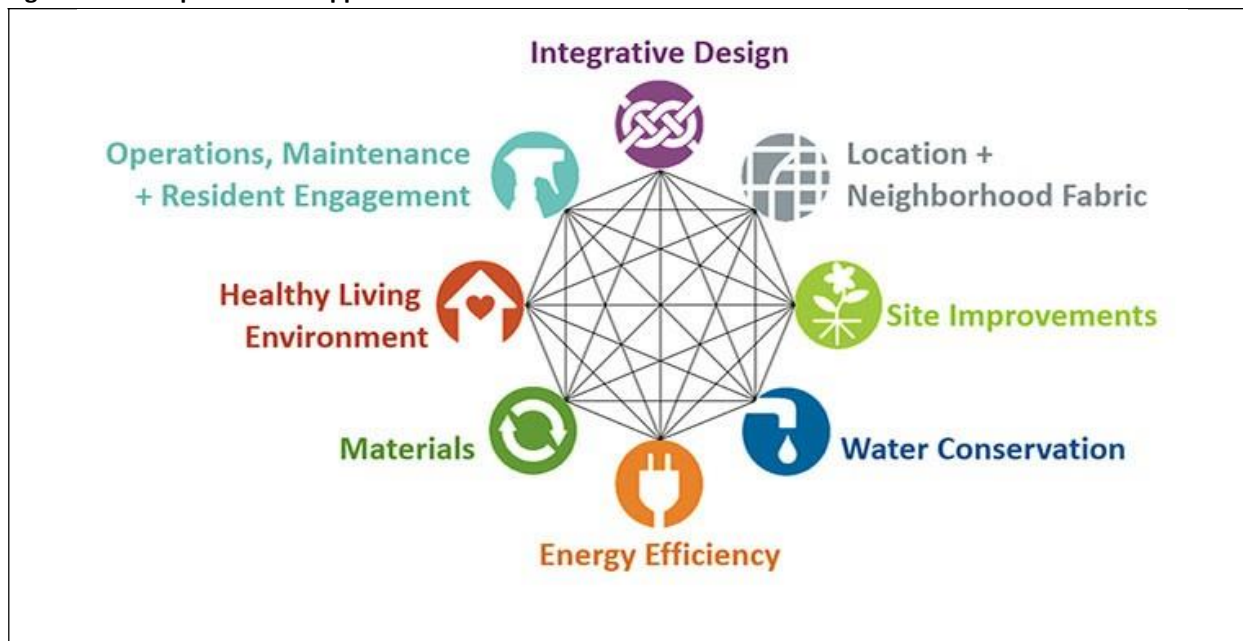 Integrative Design
Operations, Maintenance
+ Resident Engagement
Location +
Neighborhood Fabric
Healthy Living
Environment
Site Improvements
Materials
Water Conservation
Energy Efficiency